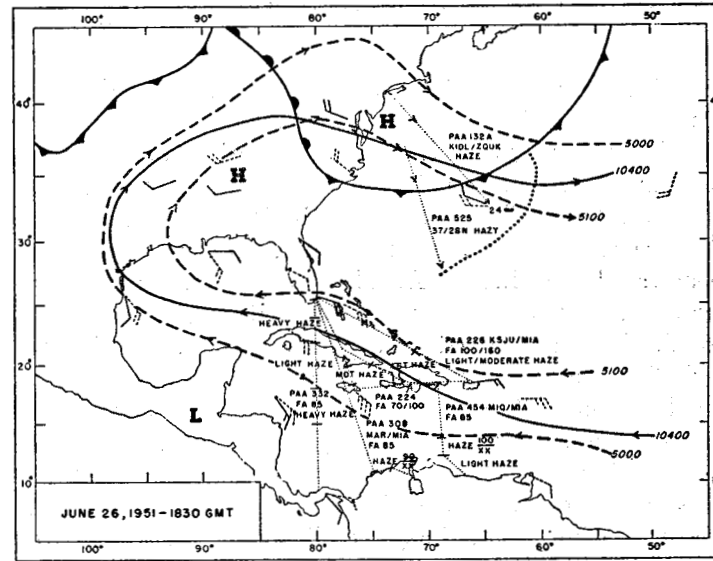 100° 90° 80° 70° 60° 50° 45°
40°
H
PAA 132A
KIDL/ZQUK
HAZE
5000
10400
H
24
5100
PAA 525
37/28N HAZY
30°
HEAVY HAZE
PAA 226 KSJU/MIA
FA 100/160
LIGHT/MODERATE HAZE
20°
LIGHT HAZE
MDT HAZE
5100
PAA 332
FA 85
HEAVY HAZE
PAA 224
FA 70/100
PAA 454 MIQ/MIA
FA 85
L
PAA 308
MAR/MIA
FA 85
10400
HAZE 100/XX
5000
HAZE
LIGHT HAZE
10°
JUNE 26, 1951-1830 GMT
100° 90° 80° 70° 60° 50° 45°